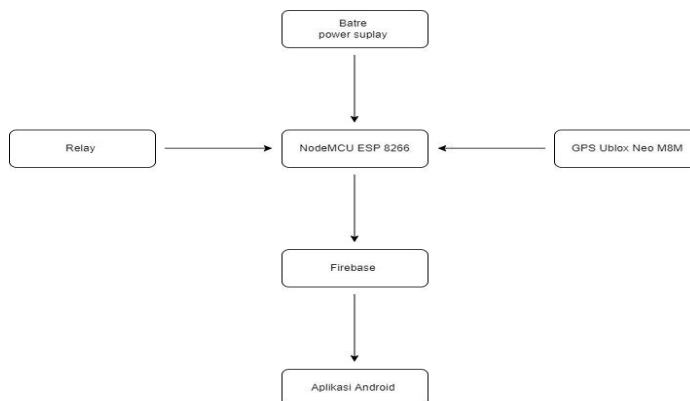 Batre
power suplay
Relay
NodeMCU ESP 8266
GPS Ublox Neo M8M
Firebase
Aplikasi Android